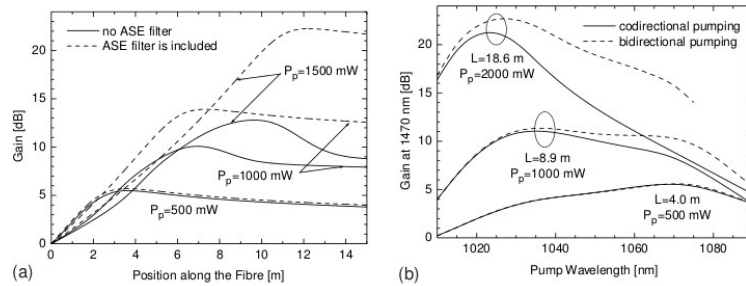 no ASE filter
ASE filter is included
P_p=1500 mW
P_p=1000 mW
P_p=500 mW
Gain [dB]
20
15
10
5
0
0 2 4 6 8 10 12 14
Position along the Fibre [m]
(a)
codirectional pumping
bidirectional pumping
L=18.6 m
P_p=2000 mW
L=8.9 m
P_p=1000 mW
L=4.0 m
P_p=500 mW
Gain at 1470 nm [dB]
20
15
10
5
0
1020 1040 1060 1080
Pump Wavelength [nm]
(b)